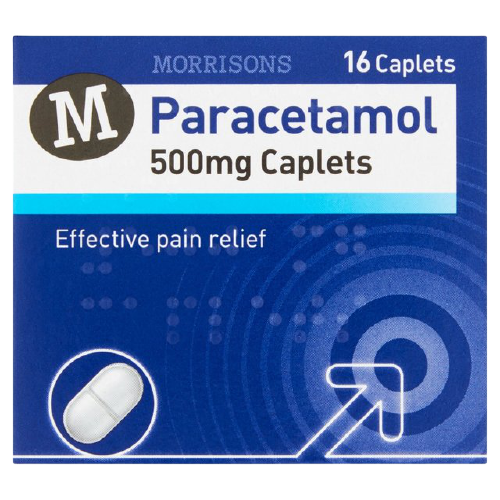 MORRISONS
16 Caplets
M
Paracetamol
500mg Caplets
Effective pain relief